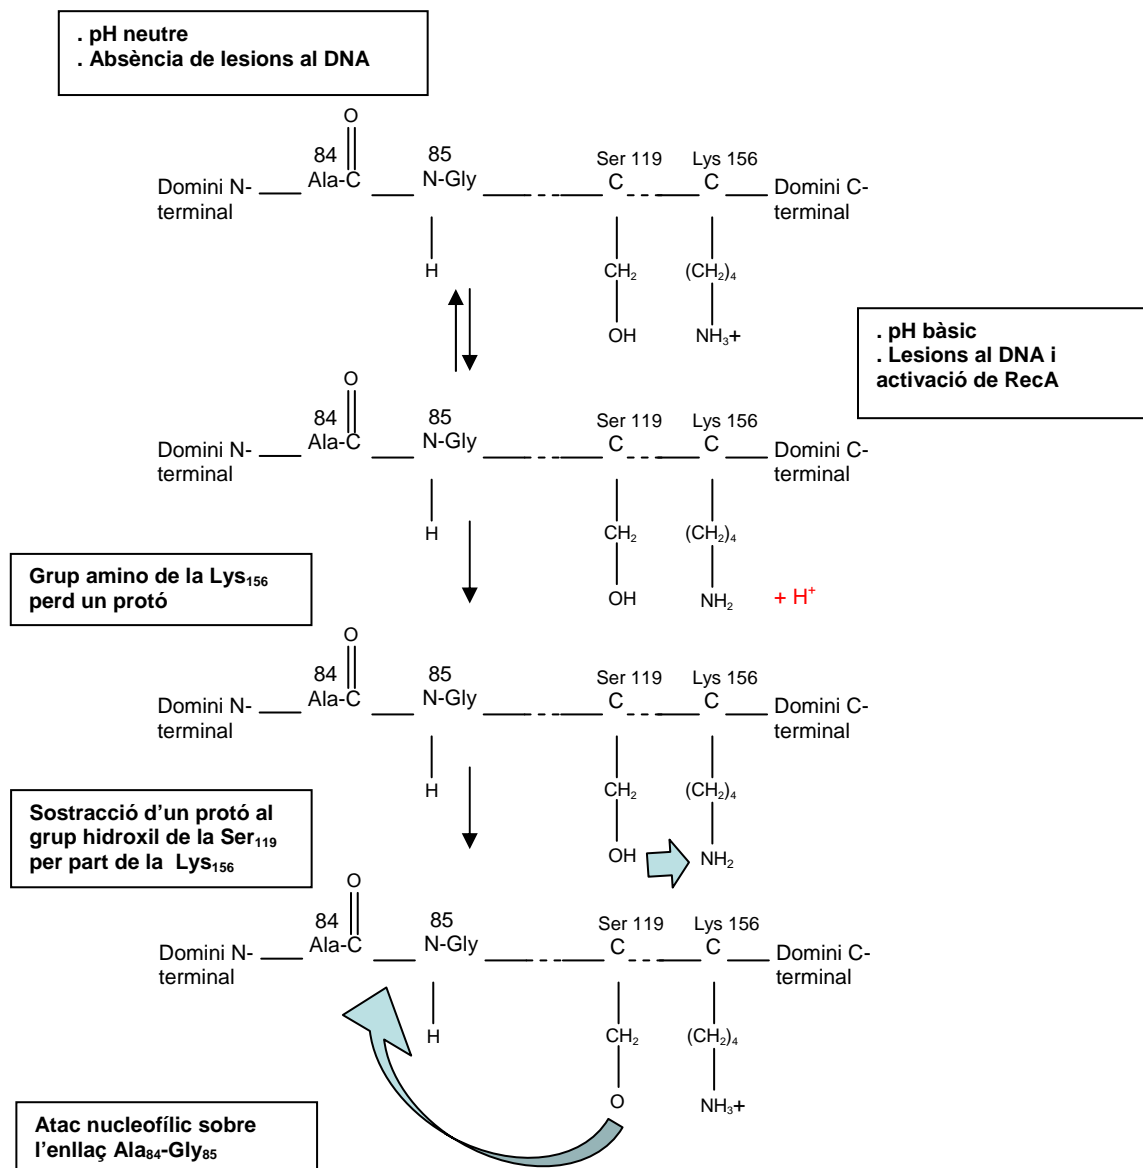 . pH neutre
. Absència de lesions al DNA
O
84 85 Ser 119 Lys 156
Domini N- Ala-C N-Gly C C Domini C-
terminal terminal
H CH₂ (CH₂)₄
OH NH₃+
. pH bàsic
. Lesions al DNA i
activació de RecA
O
84 85 Ser 119 Lys 156
Domini N- Ala-C N-Gly C C Domini C-
terminal terminal
H CH₂ (CH₂)₄
Grup amino de la Lys₁₅₆
perd un protó
OH NH₂ + H⁺
O
84 85 Ser 119 Lys 156
Domini N- Ala-C N-Gly C C Domini C-
terminal terminal
H CH₂ (CH₂)₄
Sostracció d'un protó al
grup hidroxil de la Ser₁₁₉
per part de la Lys₁₅₆
OH NH₂
O
84 85 Ser 119 Lys 156
Domini N- Ala-C N-Gly C C Domini C-
terminal terminal
H CH₂ (CH₂)₄
O NH₃+
Atac nucleofílic sobre
l'enllaç Ala₈₄-Gly₈₅